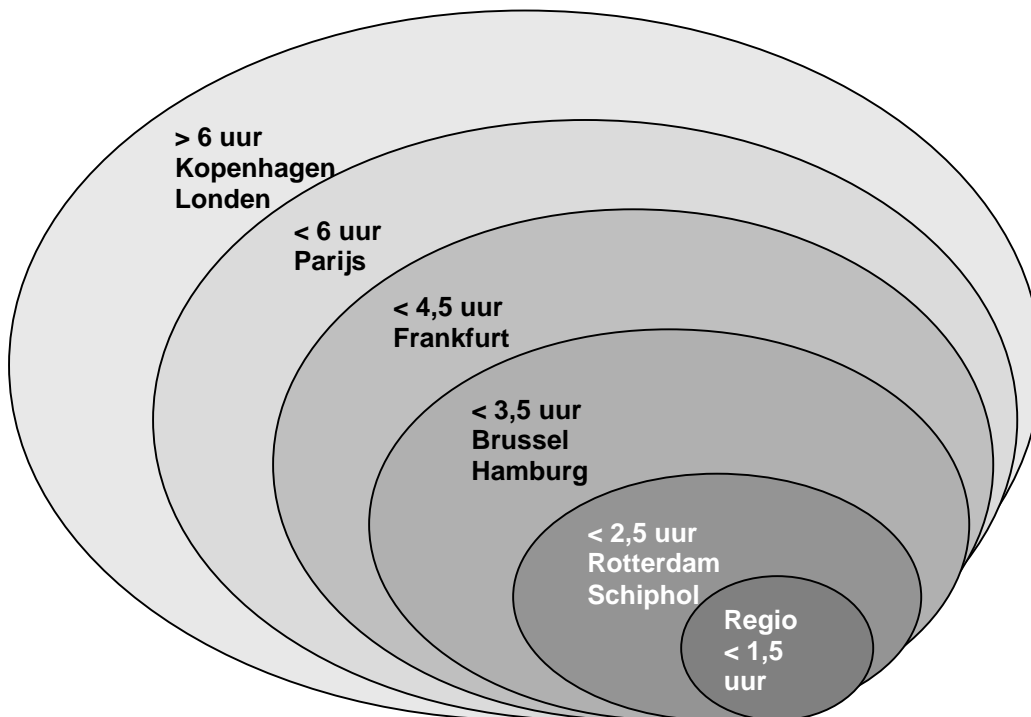 > 6 uur
Kopenhagen
Londen
< 6 uur
Parijs
< 4,5 uur
Frankfurt
< 3,5 uur
Brussel
Hamburg
< 2,5 uur
Rotterdam
Schiphol
Regio
< 1,5
uur